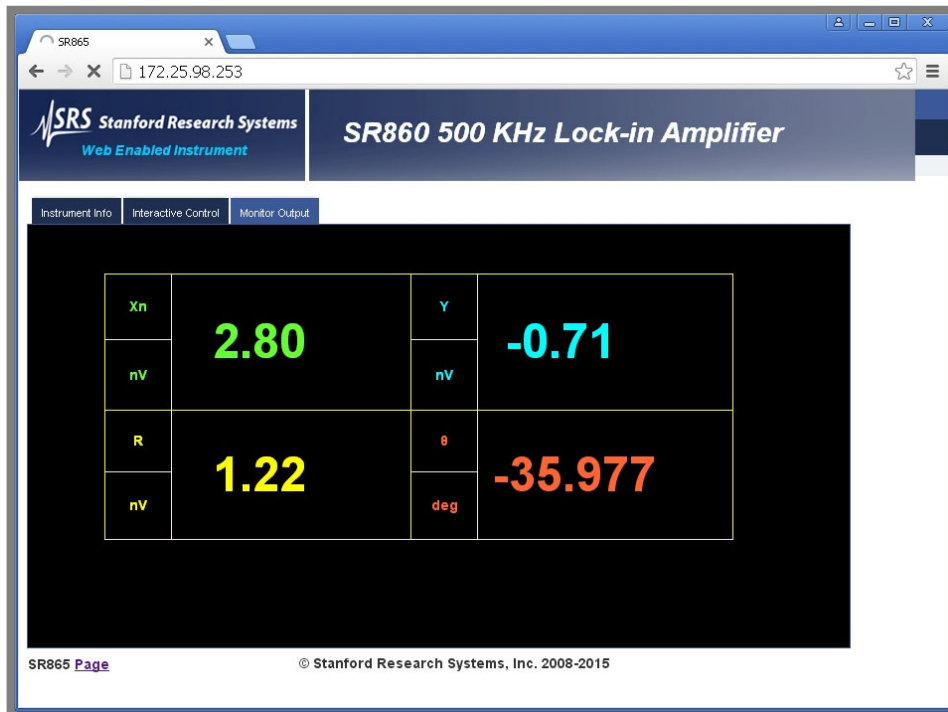 SR865
172.25.98.253
SRS Stanford Research Systems
Web Enabled Instrument
SR860 500 KHz Lock-in Amplifier
Instrument Info
Interactive Control
Monitor Output
Xn
2.80
nV
Y
-0.71
nV
R
1.22
nV
θ
-35.977
deg
SR865 Page
© Stanford Research Systems, Inc. 2008-2015